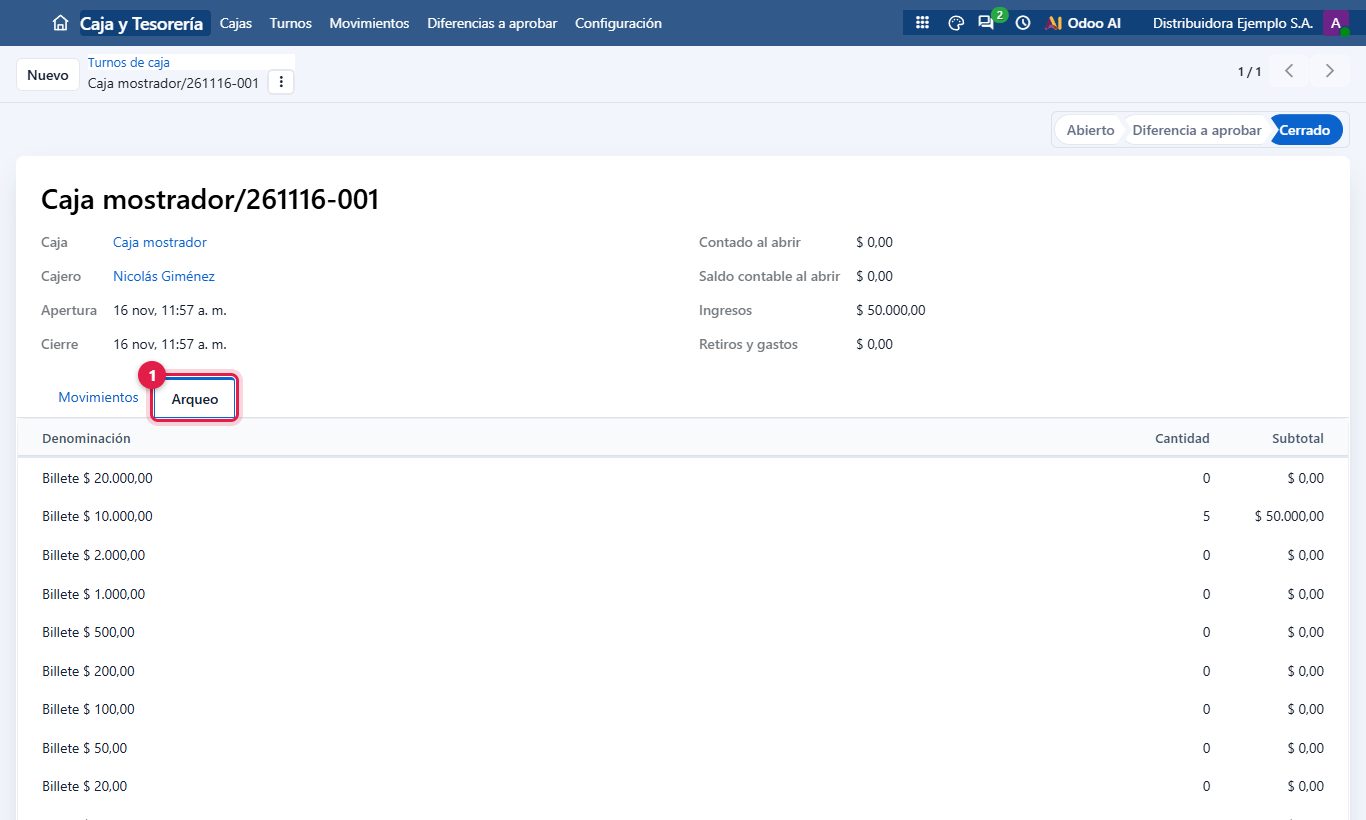 Caja y Tesorería Cajas Turnos Movimientos Diferencias a aprobar Configuración 2 Odoo AI Distribuidora Ejemplo S.A. A
Nuevo
Turnos de caja
Caja mostrador/261116-001
1 / 1
Abierto Diferencia a aprobar Cerrado
Caja mostrador/261116-001
Caja Caja mostrador Contado al abrir $ 0,00
Cajero Nicolás Giménez Saldo contable al abrir $ 0,00
Apertura 16 nov, 11:57 a. m. Ingresos $ 50.000,00
Cierre 16 nov, 11:57 a. m. Retiros y gastos $ 0,00
1
Movimientos Arqueo
Denominación Cantidad Subtotal
Billete $ 20.000,00 0 $ 0,00
Billete $ 10.000,00 5 $ 50.000,00
Billete $ 2.000,00 0 $ 0,00
Billete $ 1.000,00 0 $ 0,00
Billete $ 500,00 0 $ 0,00
Billete $ 200,00 0 $ 0,00
Billete $ 100,00 0 $ 0,00
Billete $ 50,00 0 $ 0,00
Billete $ 20,00 0 $ 0,00